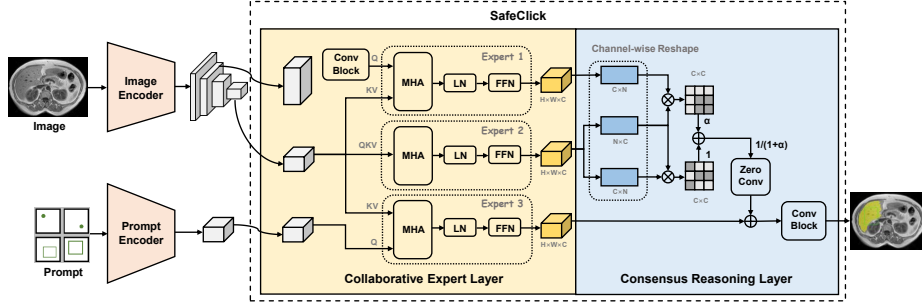 SafeClick
Image
Image
Encoder
Prompt
Prompt
Encoder
Conv
Block
Q
KV
Expert 1
MHA
LN
FFN
H×W×C
QKV
Expert 2
MHA
LN
FFN
H×W×C
KV
Q
Expert 3
MHA
LN
FFN
H×W×C
Collaborative Expert Layer
Channel-wise Reshape
C×N
N×C
C×N
C×C
α
1
C×C
1/(1+α)
Zero
Conv
Conv
Block
Consensus Reasoning Layer